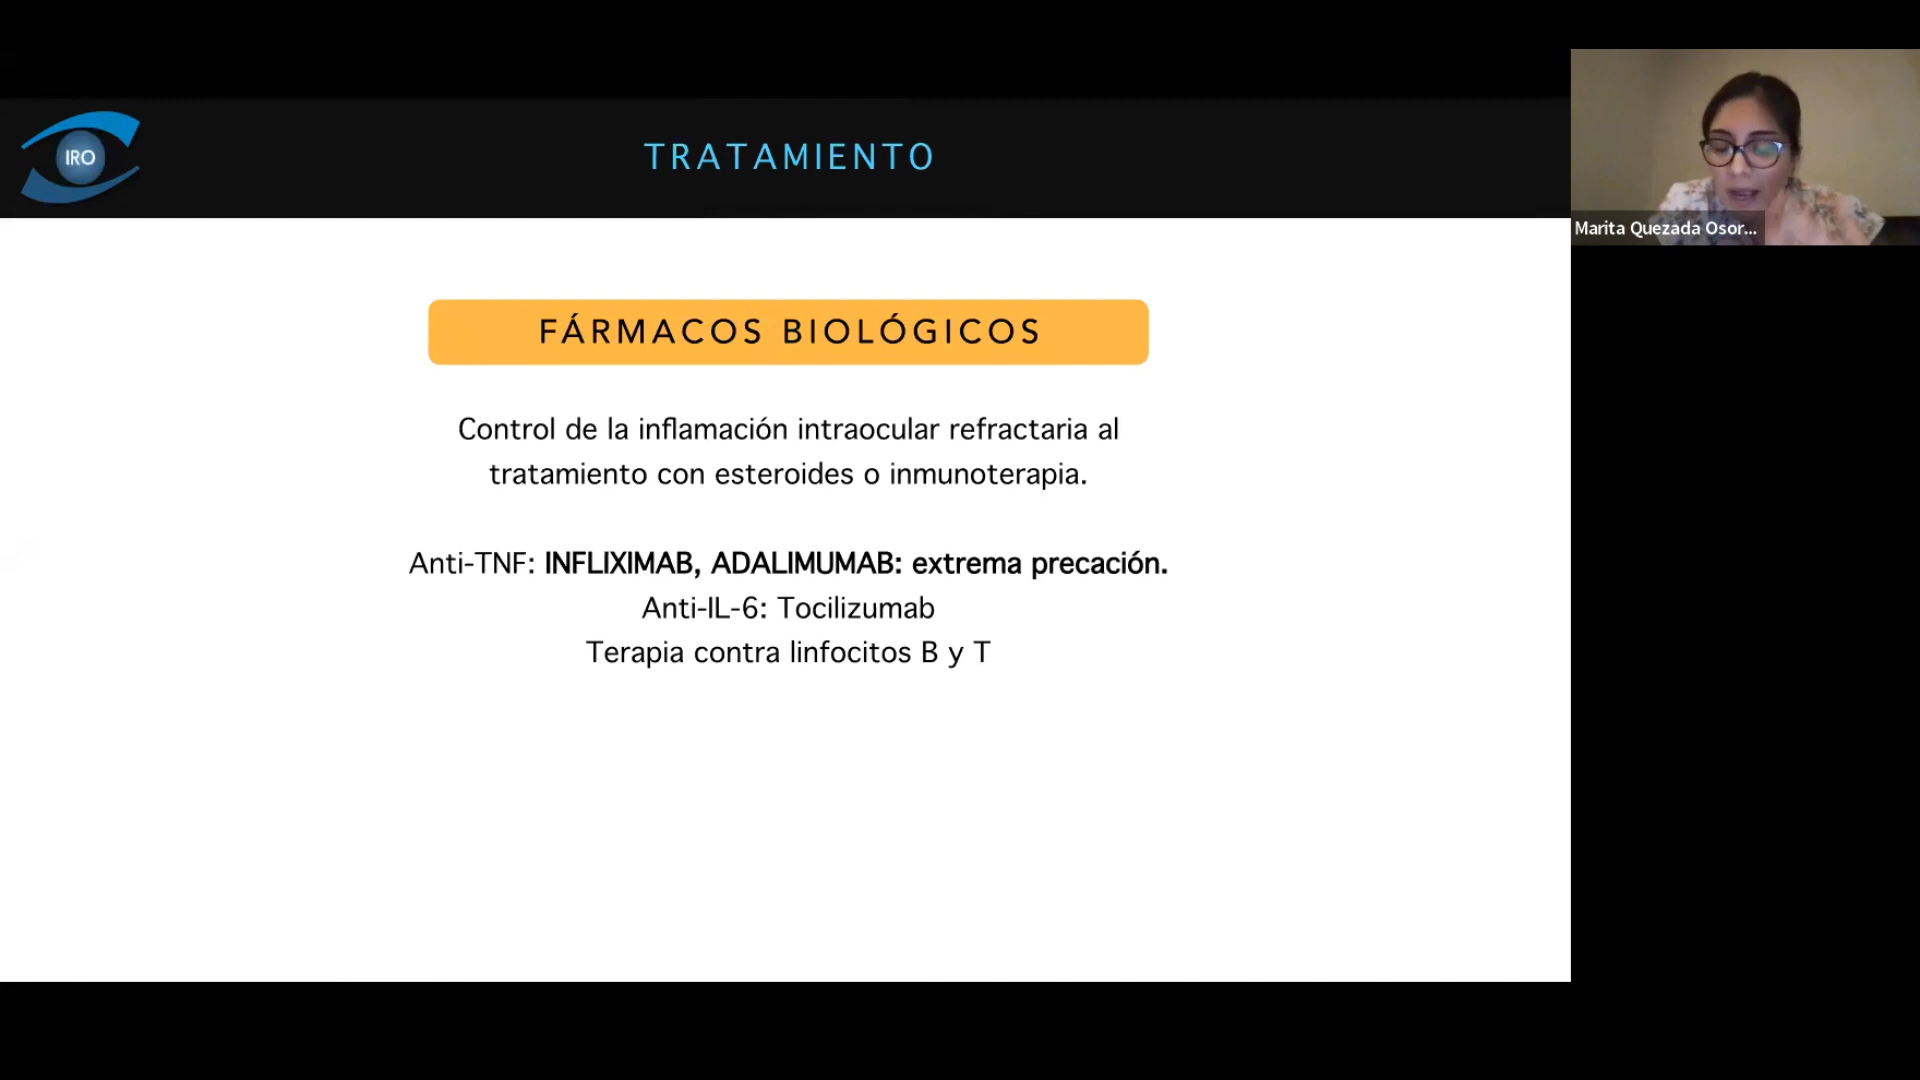 IRO
TRATAMIENTO
Marita Quezada Osor...
FÁRMACOS BIOLÓGICOS
Control de la inflamación intraocular refractaria al
tratamiento con esteroides o inmunoterapia.
Anti-TNF: INFLIXIMAB, ADALIMUMAB: extrema precación.
Anti-IL-6: Tocilizumab
Terapia contra linfocitos B y T